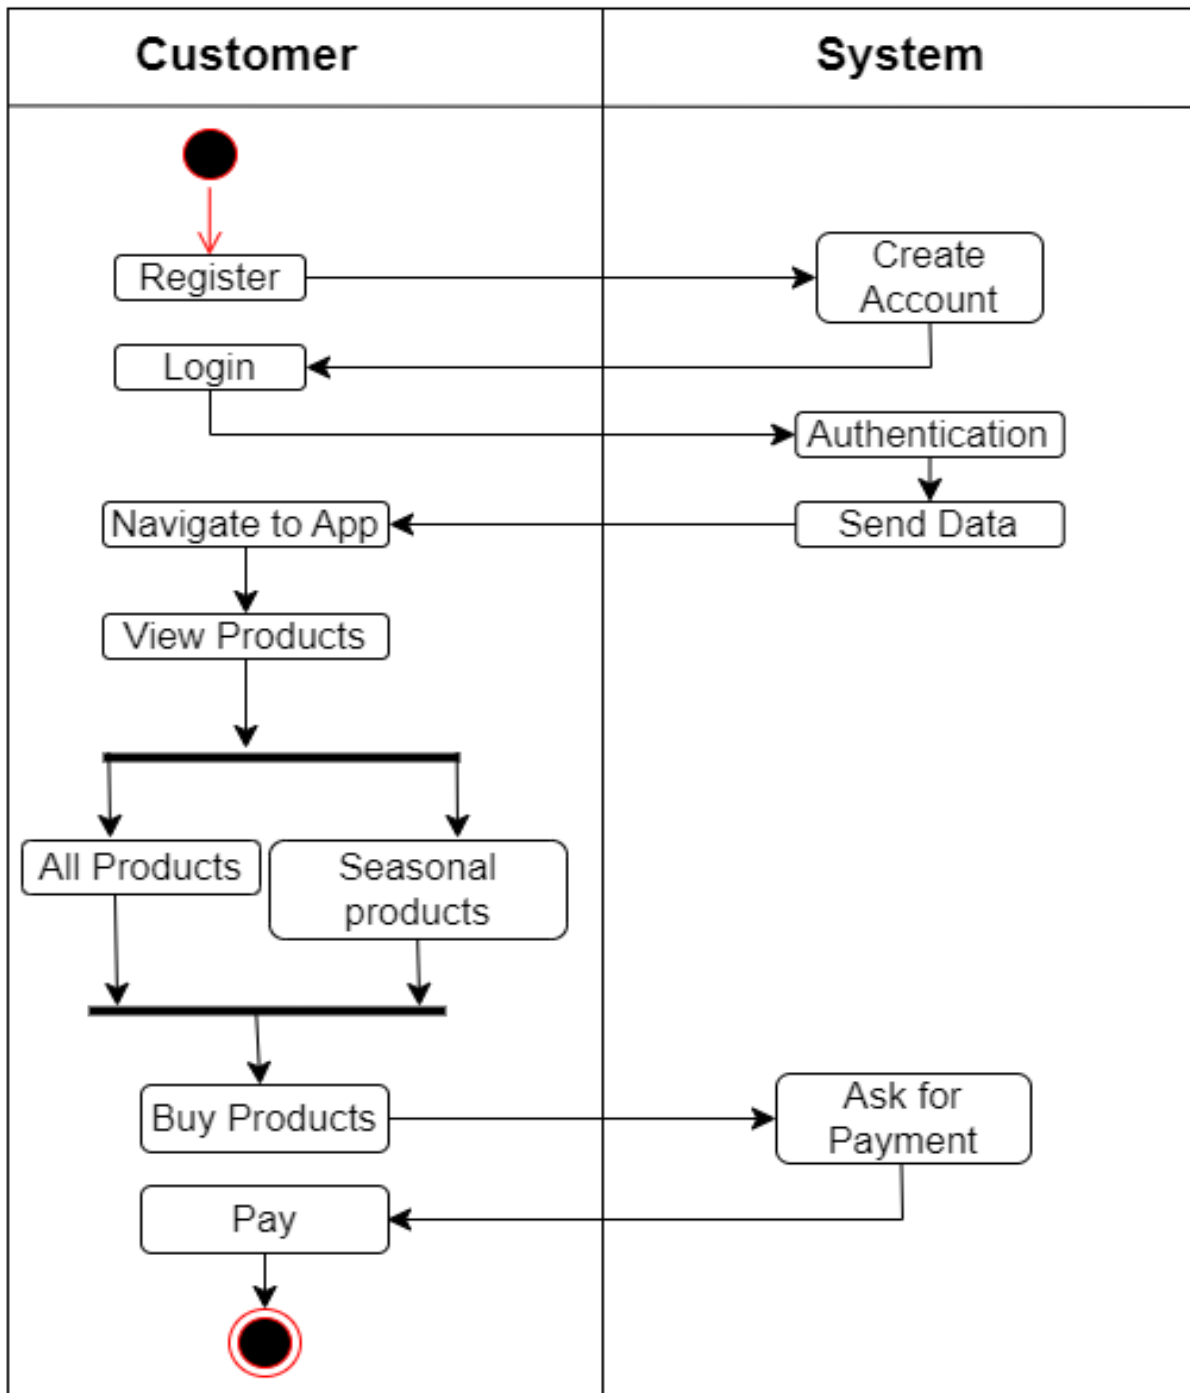 Customer
System
Register
Create
Account
Login
Authentication
Navigate to App
Send Data
View Products
All Products
Seasonal
products
Buy Products
Ask for
Payment
Pay